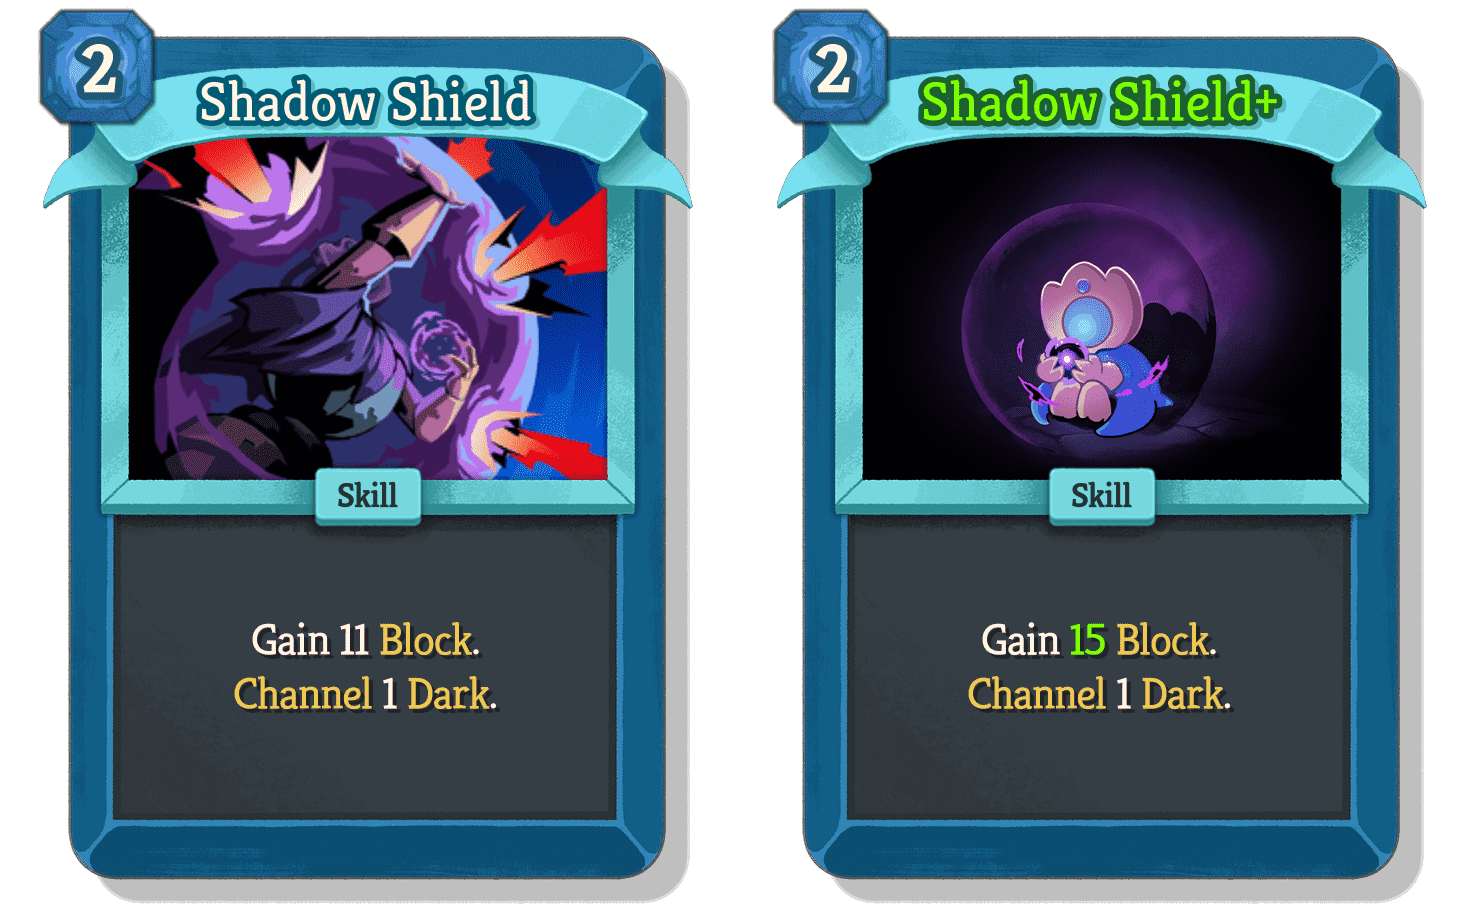 2
Shadow Shield
Skill
Gain 11 Block.
Channel 1 Dark.
2
Shadow Shield+
Skill
Gain 15 Block.
Channel 1 Dark.